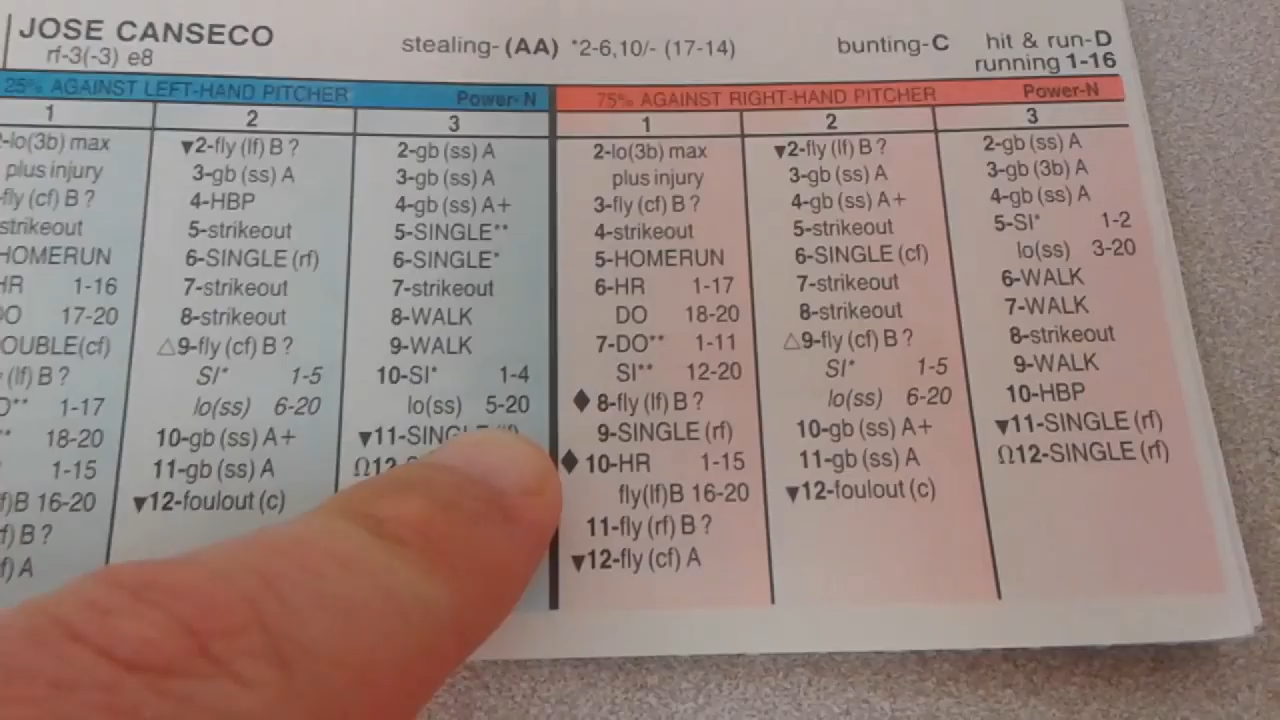 JOSE CANSECO
rf-3(-3) e8
stealing- (AA) *2-6,10/- (17-14)
bunting-C
hit & run-D
running 1-16
25% AGAINST LEFT-HAND PITCHER Power-N
1 2 3
-lo(3b) max
plus injury
fly (cf) B ?
strikeout
HOMERUN
HR 1-16
DO 17-20
OUBLE(cf)
(lf) B ?
O** 1-17
** 18-20
1-15
f)B 16-20
f) B ?
f) A
▼2-fly (lf) B ?
3-gb (ss) A
4-HBP
5-strikeout
6-SINGLE (rf)
7-strikeout
8-strikeout
△9-fly (cf) B ?
SI* 1-5
lo(ss) 6-20
10-gb (ss) A+
11-gb (ss) A
▼12-foulout (c)
2-gb (ss) A
3-gb (ss) A
4-gb (ss) A+
5-SINGLE**
6-SINGLE*
7-strikeout
8-WALK
9-WALK
10-SI* 1-4
lo(ss) 5-20
▼11-SINGLE
Ω12-
75% AGAINST RIGHT-HAND PITCHER Power-N
1 2 3
2-lo(3b) max
plus injury
3-fly (cf) B ?
4-strikeout
5-HOMERUN
6-HR 1-17
DO 18-20
7-DO** 1-11
SI** 12-20
♦ 8-fly (lf) B ?
9-SINGLE (rf)
♦ 10-HR 1-15
fly(lf)B 16-20
11-fly (rf) B ?
▼12-fly (cf) A
▼2-fly (lf) B ?
3-gb (ss) A
4-gb (ss) A+
5-strikeout
6-SINGLE (cf)
7-strikeout
8-strikeout
△9-fly (cf) B ?
SI* 1-5
lo(ss) 6-20
10-gb (ss) A+
11-gb (ss) A
▼12-foulout (c)
2-gb (ss) A
3-gb (3b) A
4-gb (ss) A
5-SI* 1-2
lo(ss) 3-20
6-WALK
7-WALK
8-strikeout
9-WALK
10-HBP
▼11-SINGLE (rf)
Ω12-SINGLE (rf)